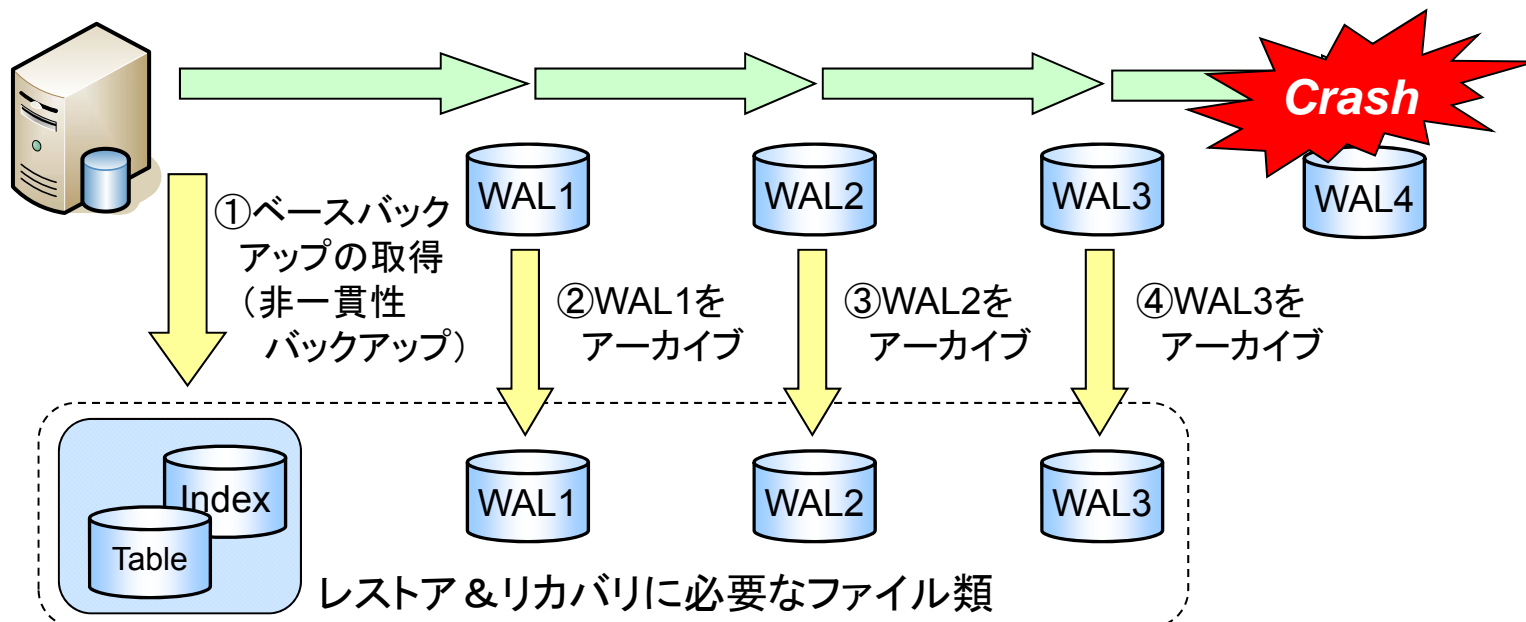 Crash
WAL1
WAL2
WAL3
WAL4
①ベースバック
アップの取得
（非一貫性
バックアップ）
②WAL1を
アーカイブ
③WAL2を
アーカイブ
④WAL3を
アーカイブ
Index
Table
WAL1
WAL2
WAL3
レストア＆リカバリに必要なファイル類